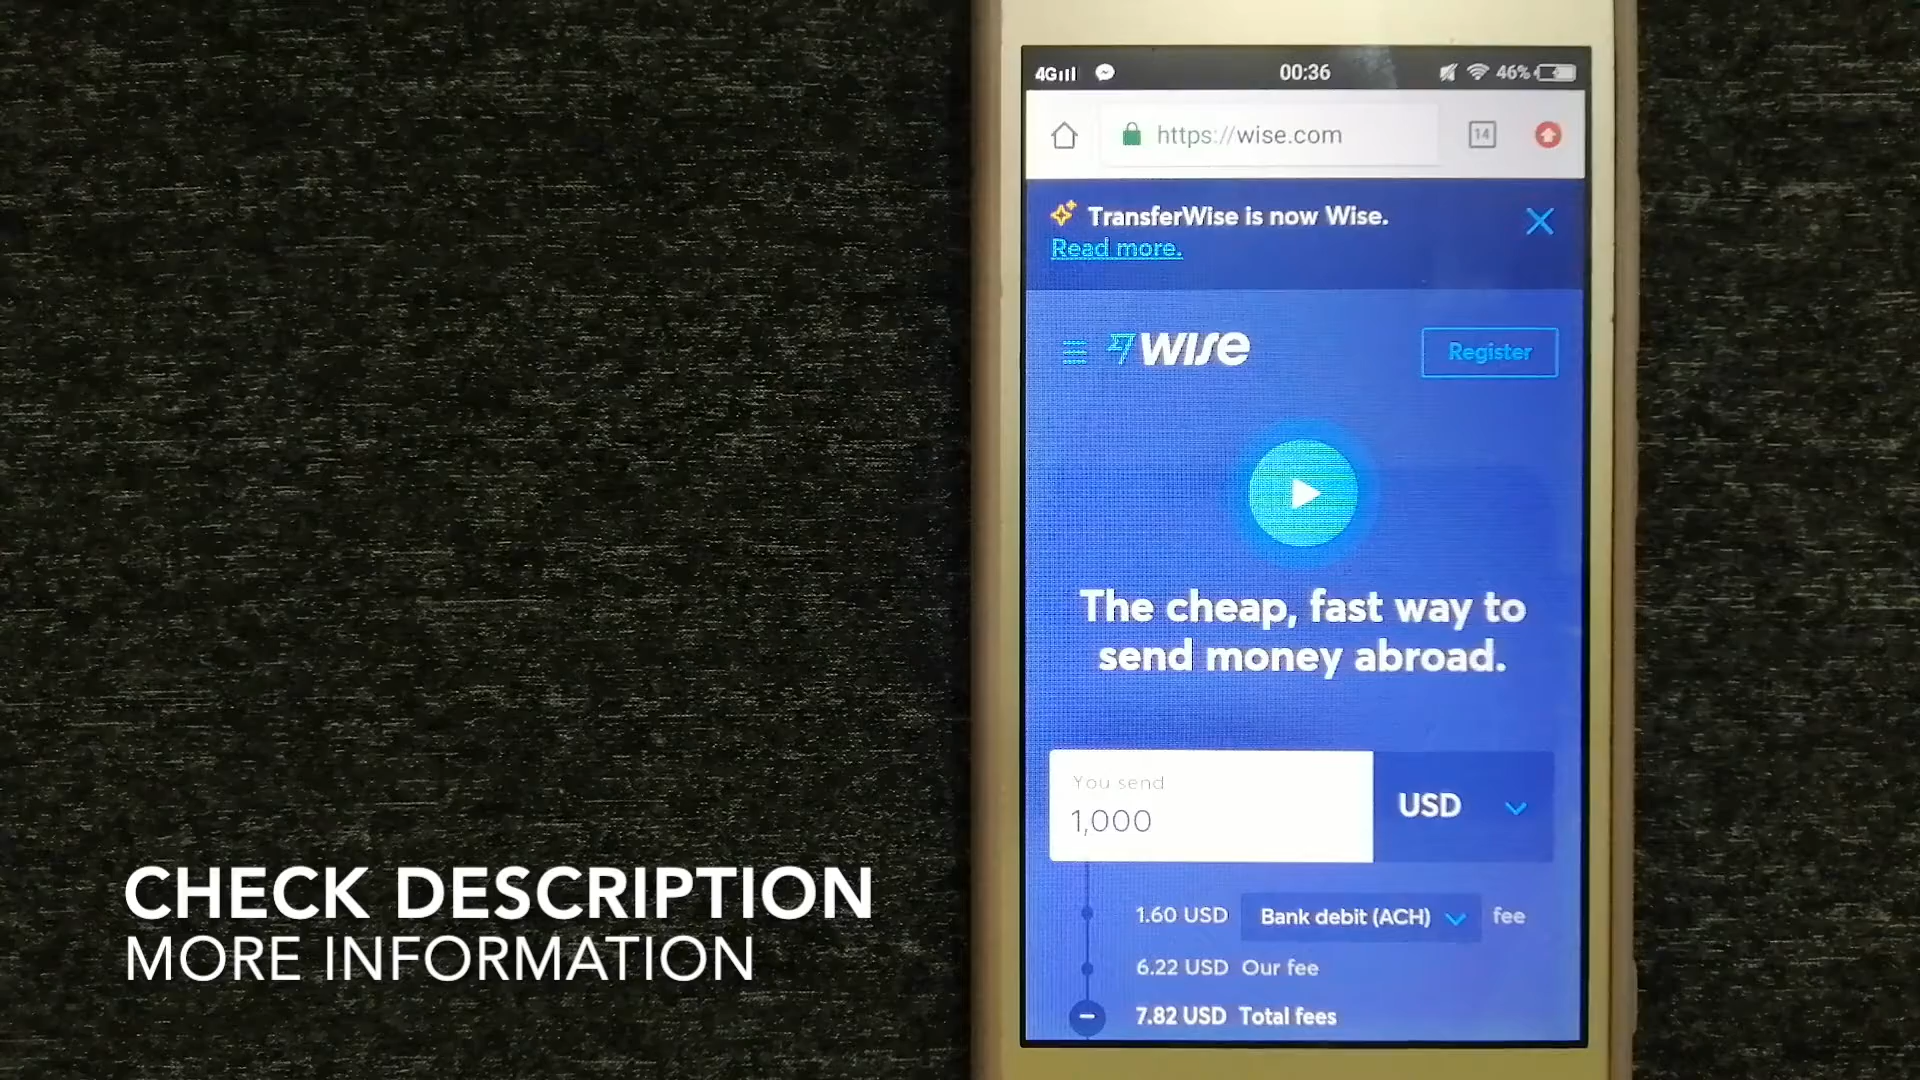 4G
00:36
46%
https://wise.com
14
TransferWise is now Wise.
Read more.
wise
Register
The cheap, fast way to
send money abroad.
You send
1,000
USD
1.60 USD Bank debit (ACH) fee
6.22 USD Our fee
7.82 USD Total fees
CHECK DESCRIPTION
MORE INFORMATION